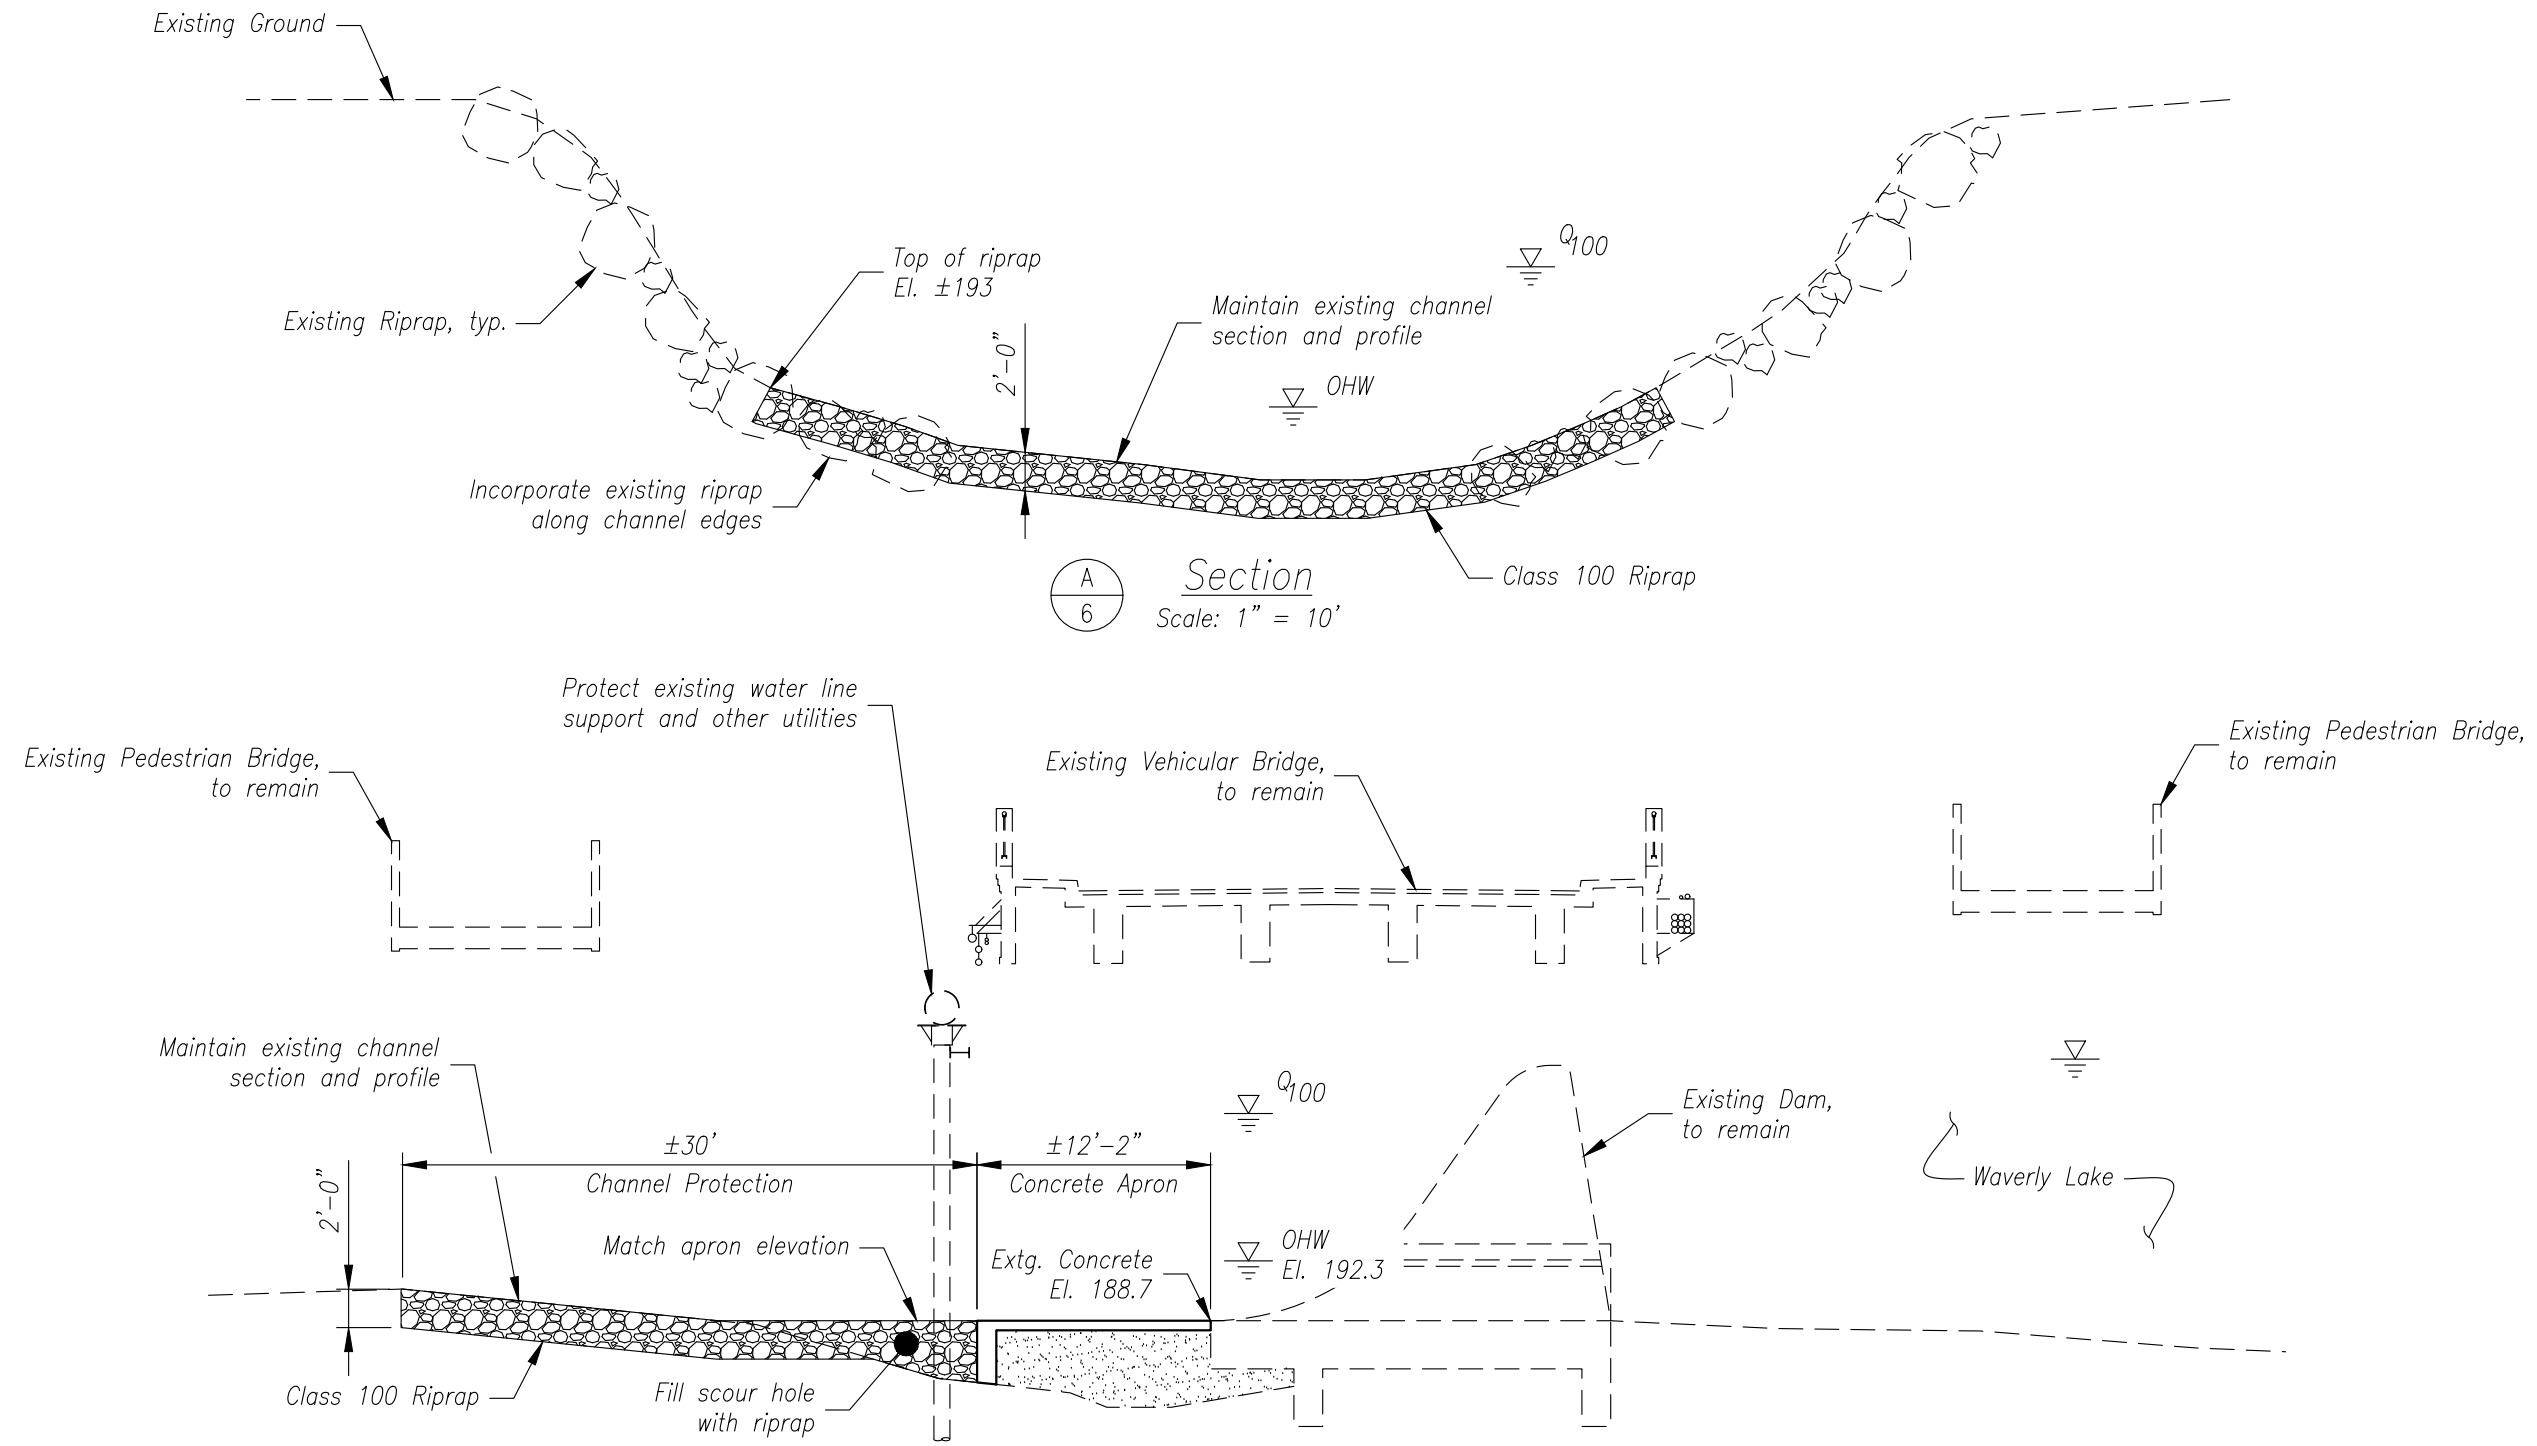 Existing Ground
Q100
Top of riprap
El. ±193
Maintain existing channel
section and profile
Existing Riprap, typ.
2'-0"
OHW
Incorporate existing riprap
along channel edges
Class 100 Riprap
A
6
Section
Scale: 1" = 10'
Protect existing water line
support and other utilities
Existing Pedestrian Bridge,
to remain
Existing Vehicular Bridge,
to remain
Existing Pedestrian Bridge,
to remain
Maintain existing channel
section and profile
Q100
Existing Dam,
to remain
±30'
Channel Protection
±12'-2"
Concrete Apron
Waverly Lake
2'-0"
Match apron elevation
Extg. Concrete
El. 188.7
OHW
El. 192.3
Class 100 Riprap
Fill scour hole
with riprap